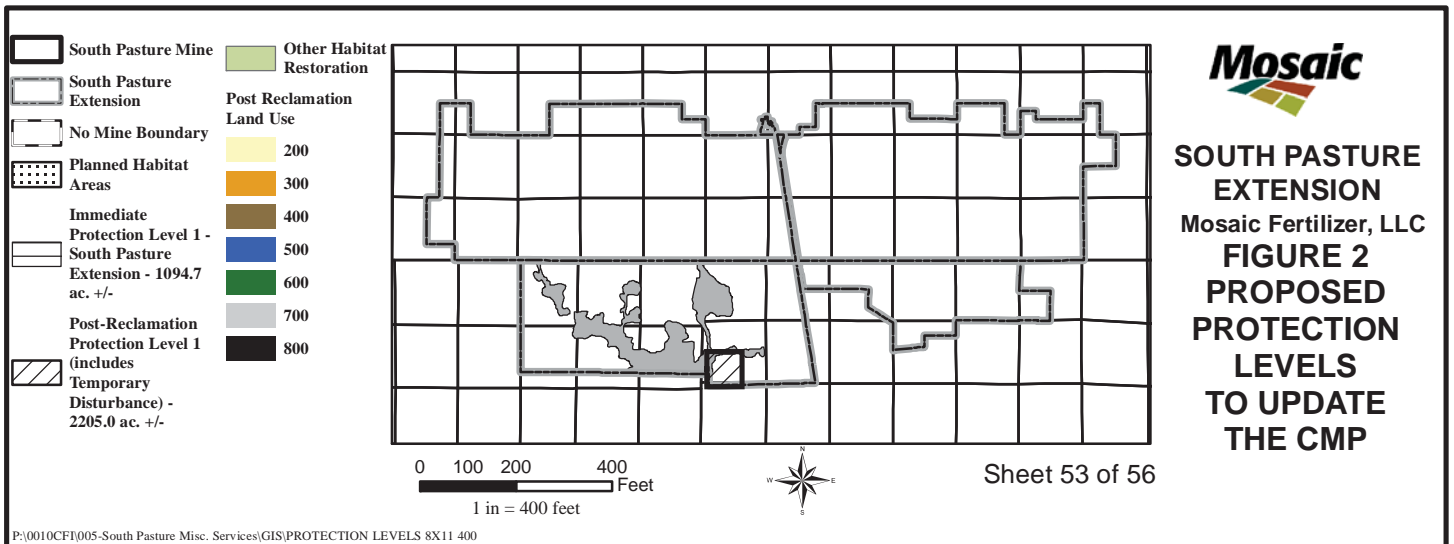 South Pasture Mine
South Pasture
Extension
No Mine Boundary
Planned Habitat
Areas
Immediate
Protection Level 1 -
South Pasture
Extension - 1094.7
ac. +/-
Post-Reclamation
Protection Level 1
(includes
Temporary
Disturbance) -
2205.0 ac. +/-
Other Habitat
Restoration
Post Reclamation
Land Use
200
300
400
500
600
700
800
0 100 200 400
Feet
1 in = 400 feet
N
W E
S
Sheet 53 of 56
Mosaic
SOUTH PASTURE
EXTENSION
Mosaic Fertilizer, LLC
FIGURE 2
PROPOSED
PROTECTION
LEVELS
TO UPDATE
THE CMP
P:\0010CFI\005-South Pasture Misc. Services\GIS\PROTECTION LEVELS 8X11 400